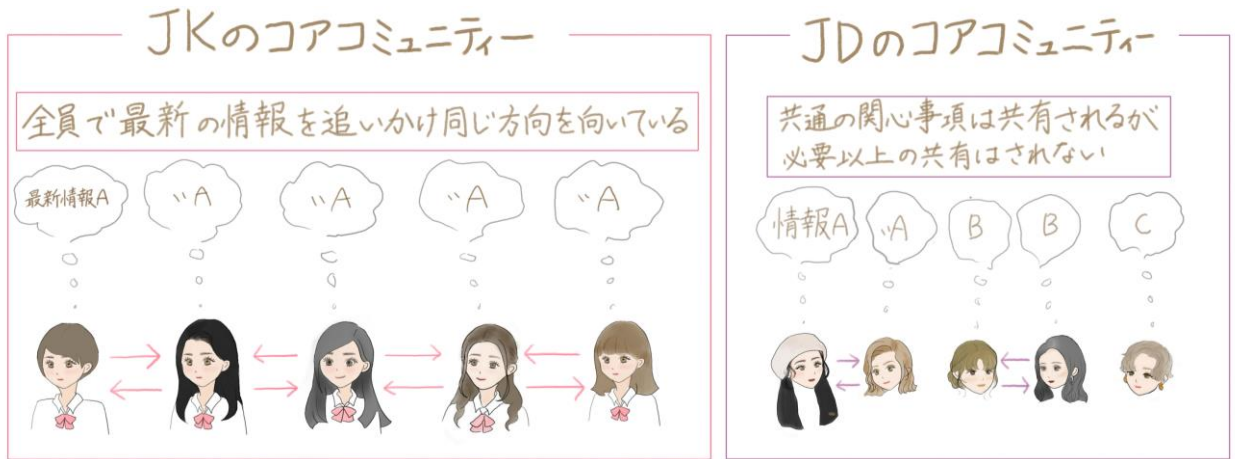 JKのコアコミュニティー
全員で最新の情報を追いかけ同じ方向を向いている
最新情報A
〃A
〃A
〃A
〃A
JDのコアコミュニティー
共通の関心事項は共有されるが
必要以上の共有はされない
情報A
〃A
B
B
C